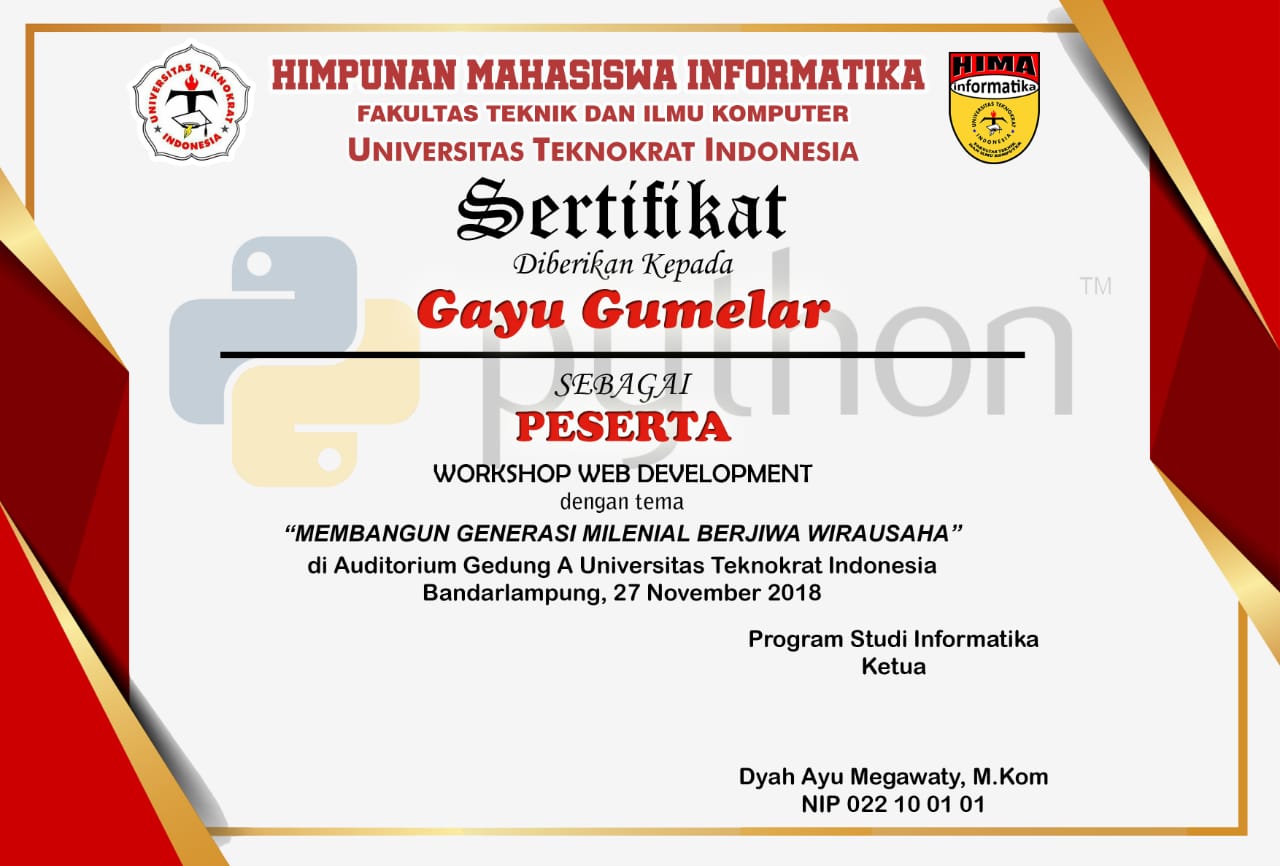 UNIVERSITAS TEKNOKRAT
INDONESIA
HIMPUNAN MAHASISWA INFORMATIKA
FAKULTAS TEKNIK DAN ILMU KOMPUTER
UNIVERSITAS TEKNOKRAT INDONESIA
HIMA
informatika
UNIVERSITAS TEKNOKRAT
INDONESIA
FAKULTAS TEKNIK
DAN ILMU KOMPUTER
Sertifikat
Diberikan Kepada
Gayu Gumelar
python TM
SEBAGAI
PESERTA
WORKSHOP WEB DEVELOPMENT
dengan tema
“MEMBANGUN GENERASI MILENIAL BERJIWA WIRAUSAHA”
di Auditorium Gedung A Universitas Teknokrat Indonesia
Bandarlampung, 27 November 2018
Program Studi Informatika
Ketua
Dyah Ayu Megawaty, M.Kom
NIP 022 10 01 01